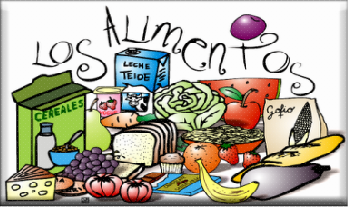 LOS ALIMENTOS
LECHE
TEIDE
CEREALES
Gofio